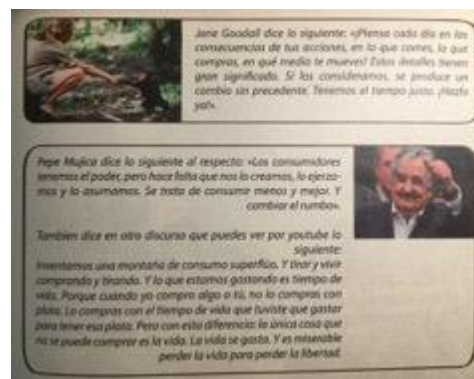 Jane Goodall dice lo siguiente: «¡Piensa cada día en las
consecuencias de tus acciones, en lo que comes, lo que
compras, en qué medio te mueves! Estos detalles tienen
gran significado. Si los consideramos, se produce un
cambio sin precedente. Tenemos el tiempo justo. ¡Hazlo
ya!».
Pepe Mujica dice lo siguiente al respecto: «Los consumidores
tenemos el poder, pero hace falta que nos lo creamos, lo ejerza-
mos y lo asumamos. Se trata de consumir menos y mejor. Y
cambiar el rumbo».
Tambien dice en otro discurso que puedes ver por youtube lo
siguiente:
Inventamos una montaña de consumo superflúo. Y tirar y vivir
comprando y tirando. Y lo que estamos gastando es tiempo de
vida. Porque cuando yo compro algo o tú, no lo compras con
plata. Lo compras con el tiempo de vida que tuviste que gastar
para tener esa plata. Pero con esta diferencia: la única cosa que
no se puede comprar es la vida. La vida se gasta. Y es miserable
perder la vida para perder la libertad.